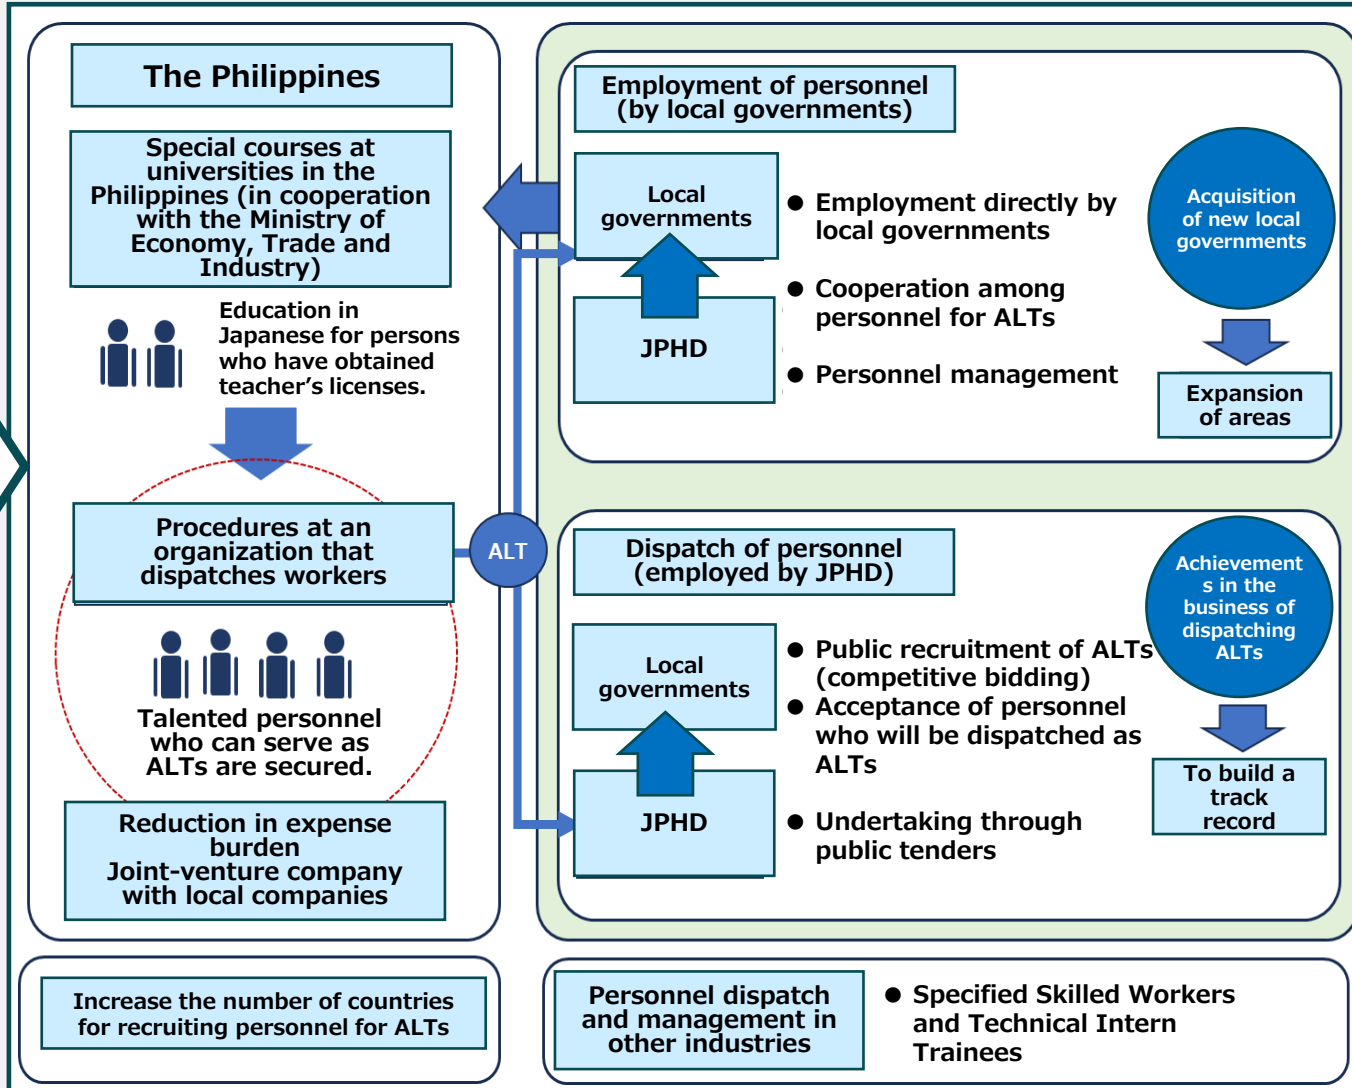 The Philippines
Special courses at
universities in the
Philippines (in cooperation
with the Ministry of
Economy, Trade and
Industry)
Education in
Japanese for persons
who have obtained
teacher’s licenses.
Procedures at an
organization that
dispatches workers
Talented personnel
who can serve as
ALTs are secured.
Reduction in expense
burden
Joint-venture company
with local companies
ALT
Employment of personnel
(by local governments)
Local
governments
JPHD
● Employment directly by
local governments
● Cooperation among
personnel for ALTs
● Personnel management
Acquisition
of new local
governments
Expansion
of areas
Dispatch of personnel
(employed by JPHD)
Local
governments
JPHD
● Public recruitment of ALTs
(competitive bidding)
● Acceptance of personnel
who will be dispatched as
ALTs
● Undertaking through
public tenders
Achievement
s in the
business of
dispatching
ALTs
To build a
track
record
Increase the number of countries
for recruiting personnel for ALTs
Personnel dispatch
and management in
other industries
● Specified Skilled Workers
and Technical Intern
Trainees